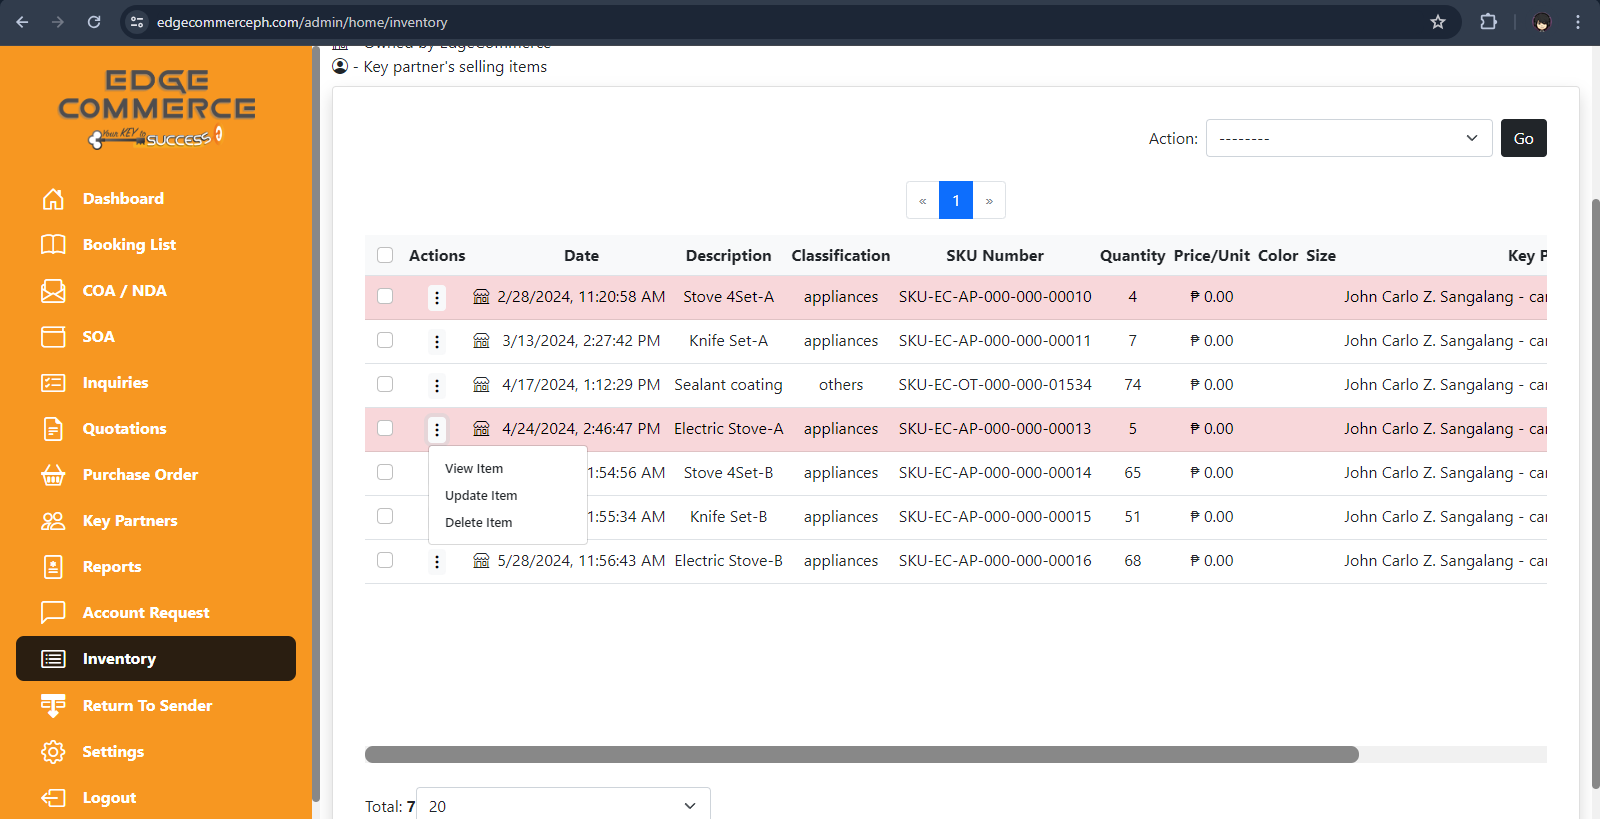 edgecommerceph.com/admin/home/inventory
- Owned by EdgeCommerce
- Key partner's selling items
EDGE
COMMERCE
Your KEY to SUCCESS
Action: -------- Go
« 1 »
Dashboard
Booking List
COA / NDA
SOA
Inquiries
Quotations
Purchase Order
Key Partners
Reports
Account Request
Inventory
Return To Sender
Settings
Logout
Actions Date Description Classification SKU Number Quantity Price/Unit Color Size Key P
2/28/2024, 11:20:58 AM Stove 4Set-A appliances SKU-EC-AP-000-000-00010 4 ₱ 0.00 John Carlo Z. Sangalang - car
3/13/2024, 2:27:42 PM Knife Set-A appliances SKU-EC-AP-000-000-00011 7 ₱ 0.00 John Carlo Z. Sangalang - car
4/17/2024, 1:12:29 PM Sealant coating others SKU-EC-OT-000-000-01534 74 ₱ 0.00 John Carlo Z. Sangalang - car
4/24/2024, 2:46:47 PM Electric Stove-A appliances SKU-EC-AP-000-000-00013 5 ₱ 0.00 John Carlo Z. Sangalang - car
1:54:56 AM Stove 4Set-B appliances SKU-EC-AP-000-000-00014 65 ₱ 0.00 John Carlo Z. Sangalang - car
1:55:34 AM Knife Set-B appliances SKU-EC-AP-000-000-00015 51 ₱ 0.00 John Carlo Z. Sangalang - car
5/28/2024, 11:56:43 AM Electric Stove-B appliances SKU-EC-AP-000-000-00016 68 ₱ 0.00 John Carlo Z. Sangalang - car
View Item
Update Item
Delete Item
Total: 7 20